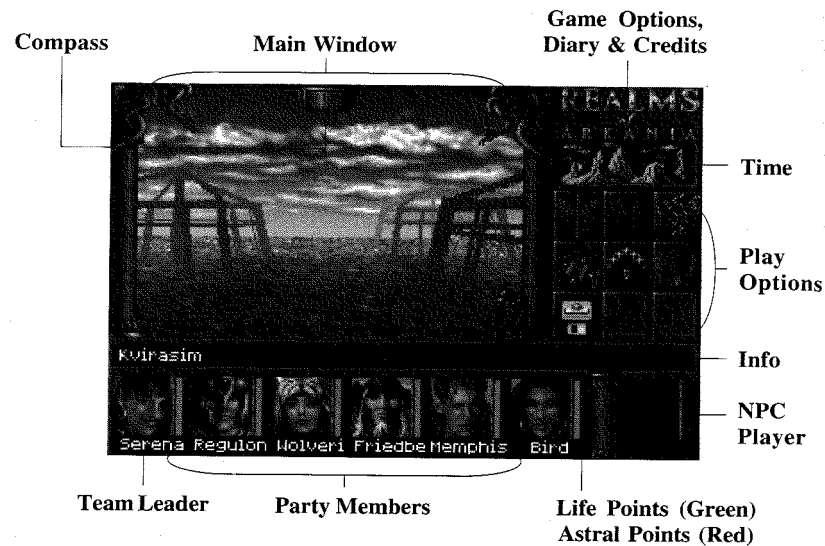 Game Options,
Diary & Credits
Compass
Main Window
REALMS
ARKANIA
Time
Play
Options
Kvirasim
Info
NPC
Player
Serena Regulon Wolveri Friedbe Memphis Bird
Team Leader
Party Members
Life Points (Green)
Astral Points (Red)